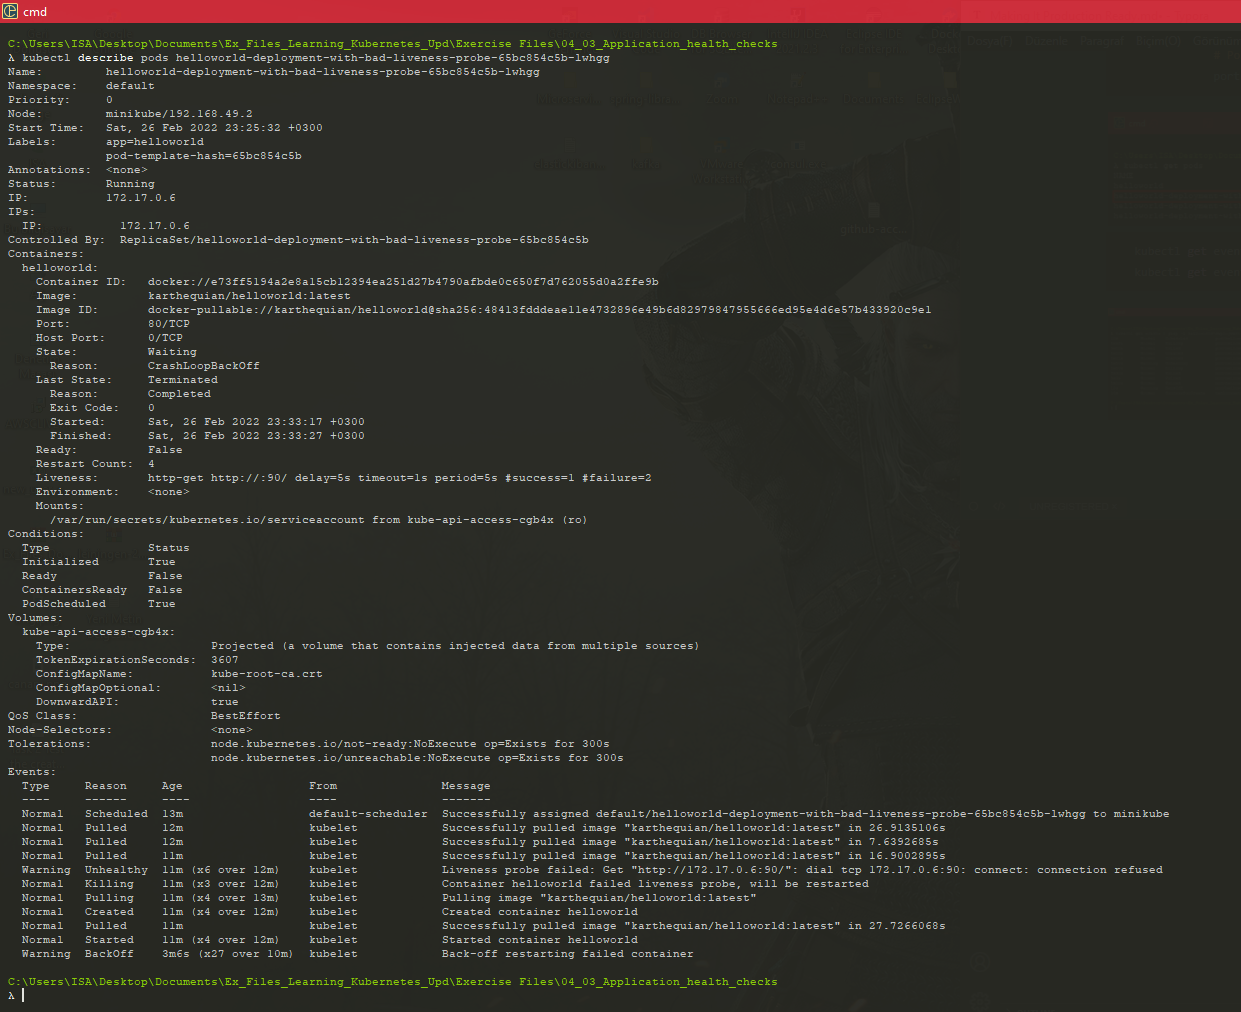 cmd
C:\Users\ISA\Desktop\Documents\Ex_Files_Learning_Kubernetes_Upd\Exercise Files\04_03_Application_health_checks
λ kubectl describe pods helloworld-deployment-with-bad-liveness-probe-65bc854c5b-lwhgg
Name:         helloworld-deployment-with-bad-liveness-probe-65bc854c5b-lwhgg
Namespace:    default
Priority:     0
Node:         minikube/192.168.49.2
Start Time:   Sat, 26 Feb 2022 23:25:32 +0300
Labels:       app=helloworld
              pod-template-hash=65bc854c5b
Annotations:  <none>
Status:       Running
IP:           172.17.0.6
IPs:
  IP:           172.17.0.6
Controlled By:  ReplicaSet/helloworld-deployment-with-bad-liveness-probe-65bc854c5b
Containers:
  helloworld:
    Container ID:   docker://e73ff5194a2e8a15cb12394ea251d27b4790afbde0c650f7d762055d0a2ffe9b
    Image:          karthequian/helloworld:latest
    Image ID:       docker-pullable://karthequian/helloworld@sha256:48413fdddeae11e4732896e49b6d82979847955666ed95e4d6e57b433920c9e1
    Port:           80/TCP
    Host Port:      0/TCP
    State:          Waiting
      Reason:       CrashLoopBackOff
    Last State:     Terminated
      Reason:       Completed
      Exit Code:    0
      Started:      Sat, 26 Feb 2022 23:33:17 +0300
      Finished:     Sat, 26 Feb 2022 23:33:27 +0300
    Ready:          False
    Restart Count:  4
    Liveness:       http-get http://:90/ delay=5s timeout=1s period=5s #success=1 #failure=2
    Environment:    <none>
    Mounts:
      /var/run/secrets/kubernetes.io/serviceaccount from kube-api-access-cgb4x (ro)
Conditions:
  Type              Status
  Initialized       True
  Ready             False
  ContainersReady   False
  PodScheduled      True
Volumes:
  kube-api-access-cgb4x:
    Type:                    Projected (a volume that contains injected data from multiple sources)
    TokenExpirationSeconds:  3607
    ConfigMapName:           kube-root-ca.crt
    ConfigMapOptional:       <nil>
    DownwardAPI:             true
QoS Class:                   BestEffort
Node-Selectors:              <none>
Tolerations:                 node.kubernetes.io/not-ready:NoExecute op=Exists for 300s
                             node.kubernetes.io/unreachable:NoExecute op=Exists for 300s
Events:
  Type     Reason     Age                 From               Message
  ----     ------     ----                ----               -------
  Normal   Scheduled  13m                 default-scheduler  Successfully assigned default/helloworld-deployment-with-bad-liveness-probe-65bc854c5b-lwhgg to minikube
  Normal   Pulled     12m                 kubelet            Successfully pulled image "karthequian/helloworld:latest" in 26.9135106s
  Normal   Pulled     12m                 kubelet            Successfully pulled image "karthequian/helloworld:latest" in 7.6392685s
  Normal   Pulled     11m                 kubelet            Successfully pulled image "karthequian/helloworld:latest" in 16.9002895s
  Warning  Unhealthy  11m (x6 over 12m)   kubelet            Liveness probe failed: Get "http://172.17.0.6:90/": dial tcp 172.17.0.6:90: connect: connection refused
  Normal   Killing    11m (x3 over 12m)   kubelet            Container helloworld failed liveness probe, will be restarted
  Normal   Pulling    11m (x4 over 13m)   kubelet            Pulling image "karthequian/helloworld:latest"
  Normal   Created    11m (x4 over 12m)   kubelet            Created container helloworld
  Normal   Pulled     11m                 kubelet            Successfully pulled image "karthequian/helloworld:latest" in 27.7266068s
  Normal   Started    11m (x4 over 12m)   kubelet            Started container helloworld
  Warning  BackOff    3m6s (x27 over 10m)  kubelet            Back-off restarting failed container
C:\Users\ISA\Desktop\Documents\Ex_Files_Learning_Kubernetes_Upd\Exercise Files\04_03_Application_health_checks
λ